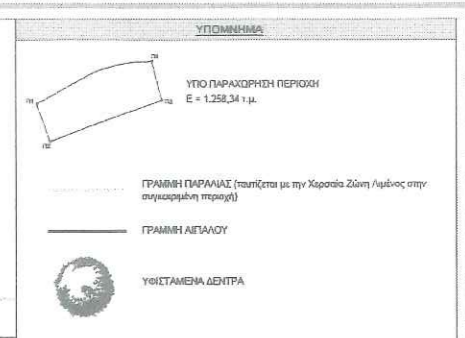 ΥΠΟΜΝΗΜΑ
ΥΠΟ ΠΑΡΑΧΩΡΗΣΗ ΠΕΡΙΟΧΗ
Ε = 1.258,34 τ.μ.
ΓΡΑΜΜΗ ΠΑΡΑΛΙΑΣ (ταυτίζεται με την Χερσαία Ζώνη Λιμένος στην
συγκεκριμένη περιοχή)
ΓΡΑΜΜΗ ΑΙΓΙΑΛΟΥ
ΥΦΙΣΤΑΜΕΝΑ ΔΕΝΤΡΑ